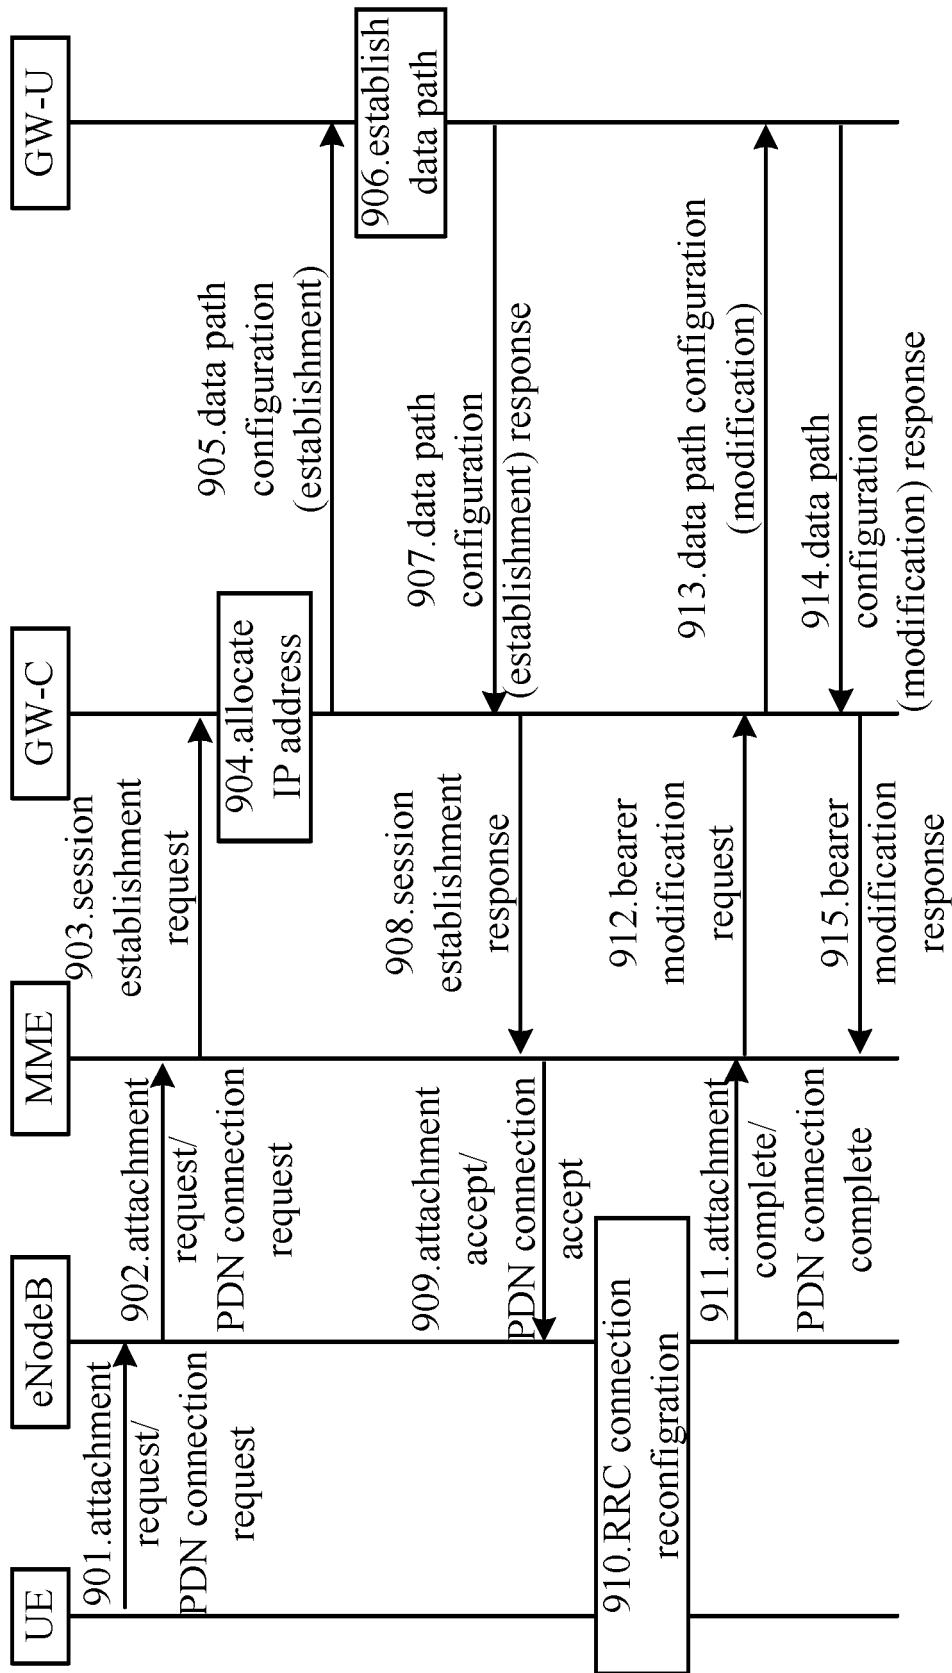 UE
eNodeB
MME
GW-C
GW-U
901.attachment
request/
PDN connection
request
902.attachment
request/
PDN connection
request
903.session
establishment
request
904.allocate
IP address
905.data path
configuration
(establishment)
906.establish
data path
907.data path
configuration
(establishment) response
908.session
establishment
response
909.attachment
accept/
PDN connection
accept
910.RRC connection
reconfigration
911.attachment
complete/
PDN connection
complete
912.bearer
modification
request
913.data path configuration
(modification)
914.data path
configuration
(modification) response
915.bearer
modification
response